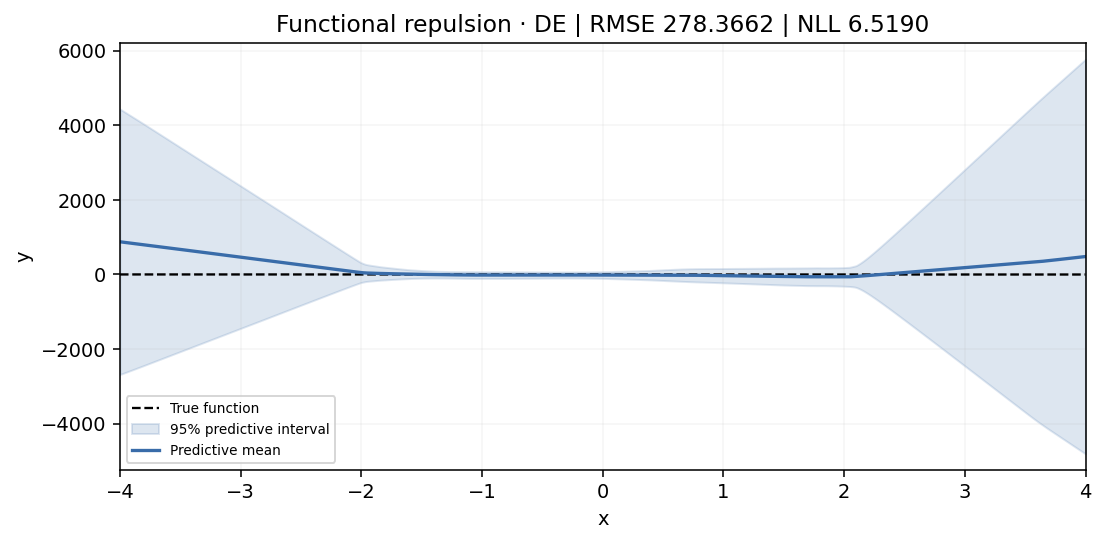 Functional repulsion · DE | RMSE 278.3662 | NLL 6.5190
6000
4000
2000
0
−2000
−4000
y
True function
95% predictive interval
Predictive mean
−4 −3 −2 −1 0 1 2 3 4
x